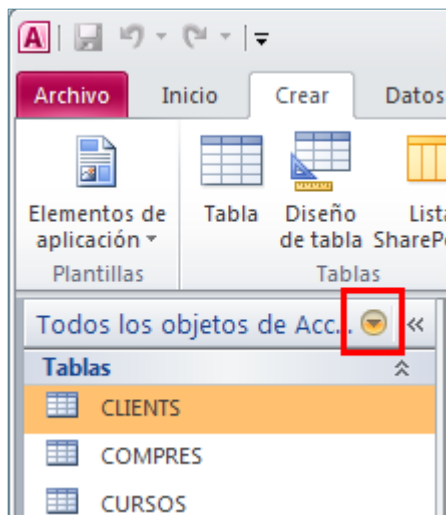 A
Archivo Inicio Crear Datos
Elementos de aplicación
Tabla
Diseño de tabla
Plantillas
Tablas
Todos los objetos de Acc...
Tablas
CLIENTS
COMPRES
CURSOS